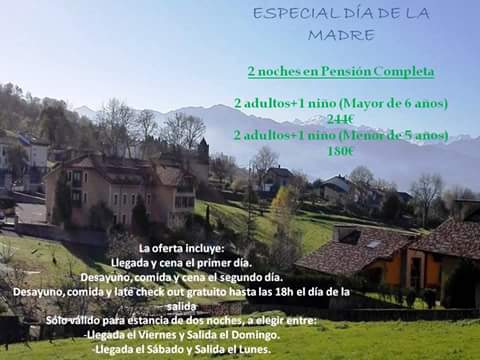 ESPECIAL DÍA DE LA
MADRE
2 noches en Pensión Completa
2 adultos+1 niño (Mayor de 6 años)
244€
2 adultos+1 niño (Menor de 5 años)
180€
La oferta incluye:
Llegada y cena el primer día.
Desayuno, comida y cena el segundo día.
Desayuno, comida y late check out gratuito hasta las 18h el día de la
salida
Sólo válido para estancia de dos noches, a elegir entre:
-Llegada el Viernes y Salida el Domingo.
-Llegada el Sábado y Salida el Lunes.